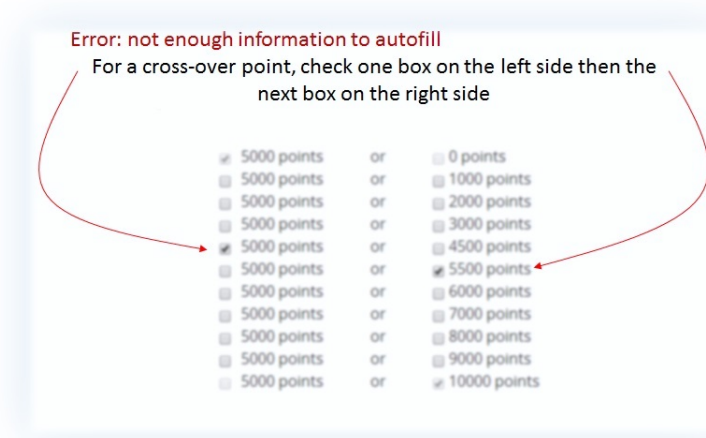 Error: not enough information to autofill
For a cross-over point, check one box on the left side then the
next box on the right side
5000 points or 0 points
5000 points or 1000 points
5000 points or 2000 points
5000 points or 3000 points
5000 points or 4500 points
5000 points or 5500 points
5000 points or 6000 points
5000 points or 7000 points
5000 points or 8000 points
5000 points or 9000 points
5000 points or 10000 points